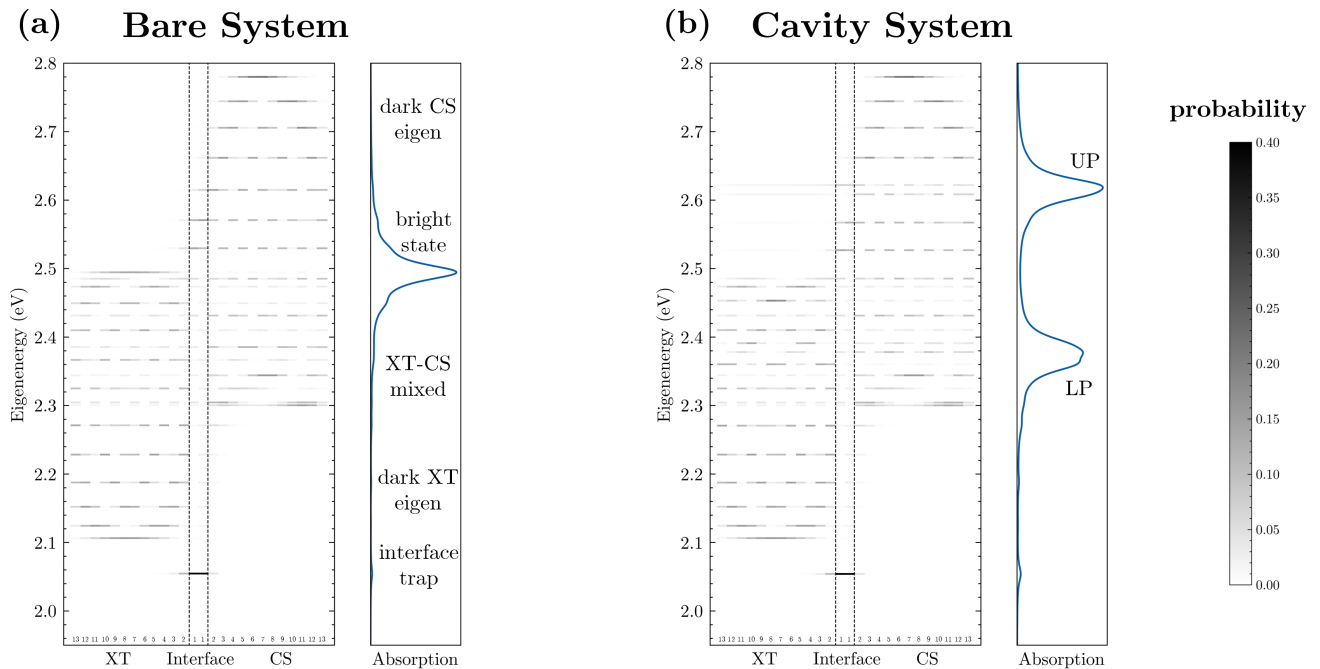 (a) Bare System
2.8
2.7
2.6
2.5
2.4
2.3
2.2
2.1
2.0
Eigenenergy (eV)
13 12 11 10 9 8 7 6 5 4 3 2 1 1 2 3 4 5 6 7 8 9 10 11 12 13
XT Interface CS
dark CS
eigen
bright
state
XT-CS
mixed
dark XT
eigen
interface
trap
Absorption
(b) Cavity System
2.8
2.7
2.6
2.5
2.4
2.3
2.2
2.1
2.0
Eigenenergy (eV)
13 12 11 10 9 8 7 6 5 4 3 2 1 1 2 3 4 5 6 7 8 9 10 11 12 13
XT Interface CS
UP
LP
Absorption
probability
0.40
0.35
0.30
0.25
0.20
0.15
0.10
0.05
0.00